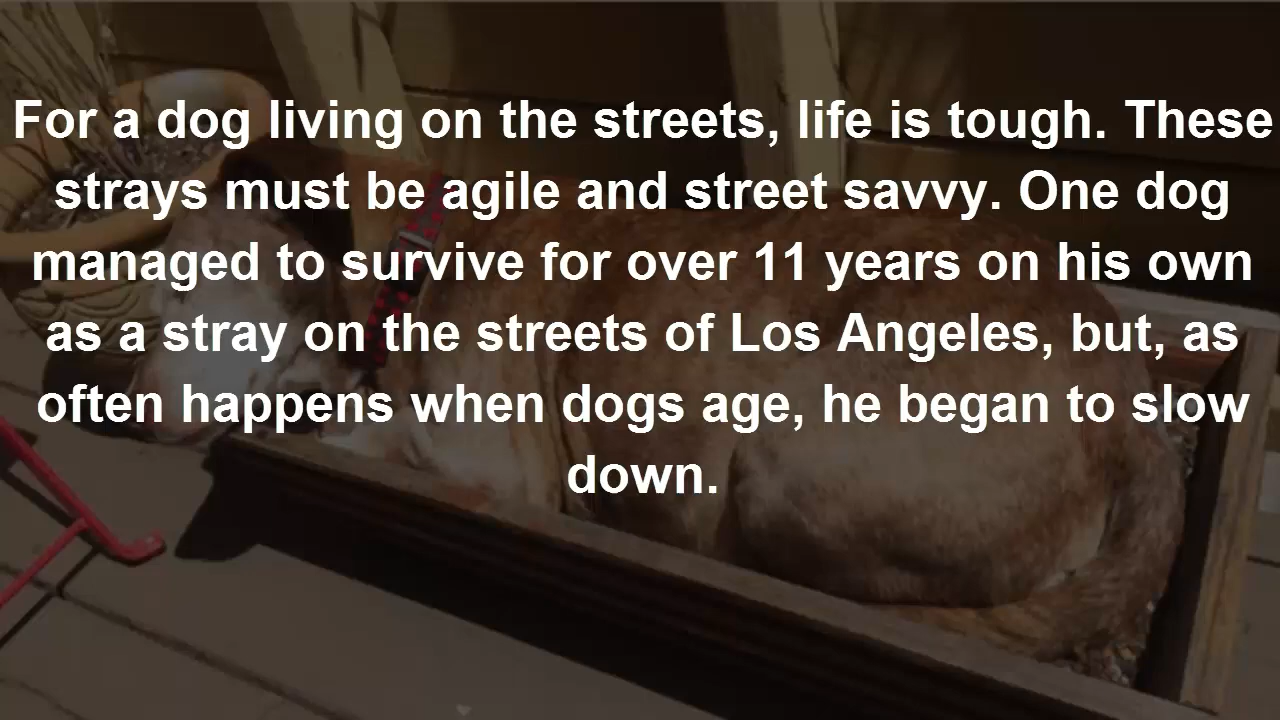 For a dog living on the streets, life is tough. These
strays must be agile and street savvy. One dog
managed to survive for over 11 years on his own
as a stray on the streets of Los Angeles, but, as
often happens when dogs age, he began to slow
down.